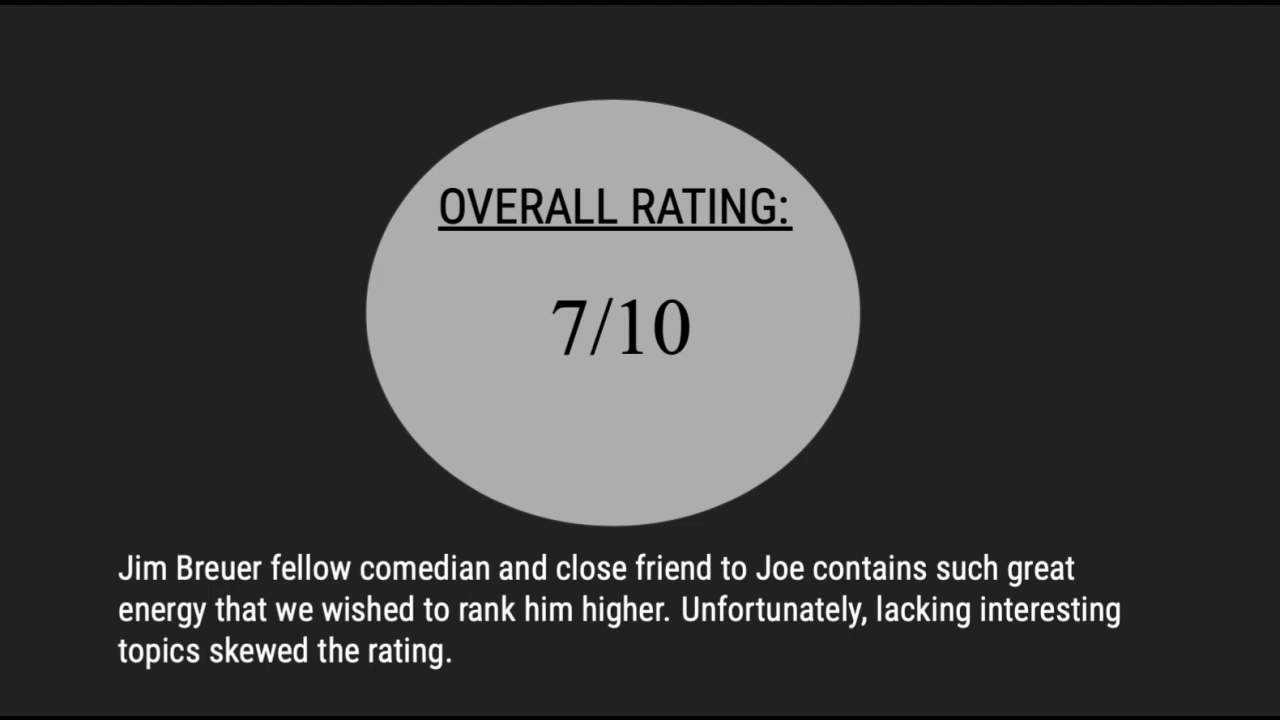 OVERALL RATING:
7/10
Jim Breuer fellow comedian and close friend to Joe contains such great
energy that we wished to rank him higher. Unfortunately, lacking interesting
topics skewed the rating.